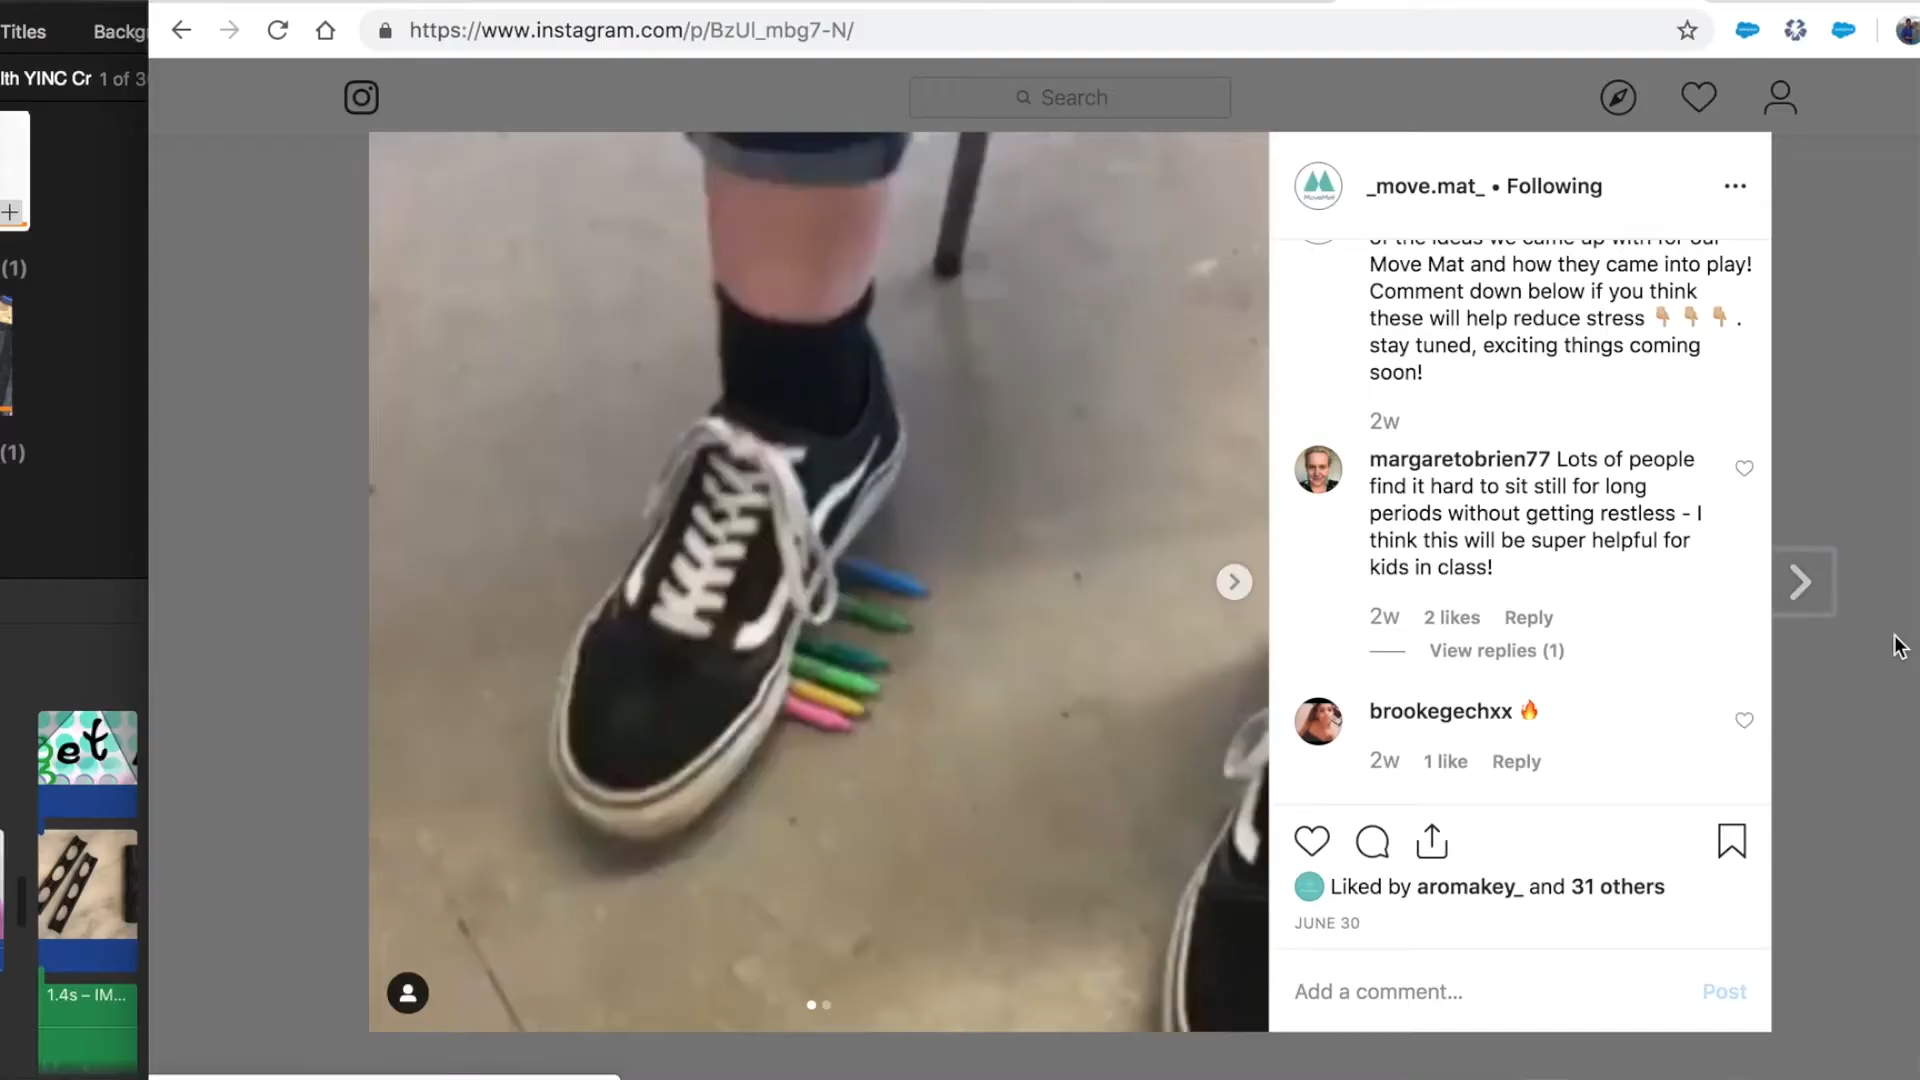 Titles
https://www.instagram.com/p/BzUl_mbg7-N/
lth YINC Cr 1 of 3
Search
_move.mat_ • Following
MoveMat
Move Mat and how they came into play!
Comment down below if you think
these will help reduce stress 👇🏼 👇🏼 👇🏼 .
stay tuned, exciting things coming
soon!
2w
margaretobrien77 Lots of people
find it hard to sit still for long
periods without getting restless - I
think this will be super helpful for
kids in class!
2w 2 likes Reply
View replies (1)
brookegechxx 🔥
2w 1 like Reply
Liked by aromakey_ and 31 others
JUNE 30
Add a comment... Post
(1)
(1)
et
1.4s – IM...